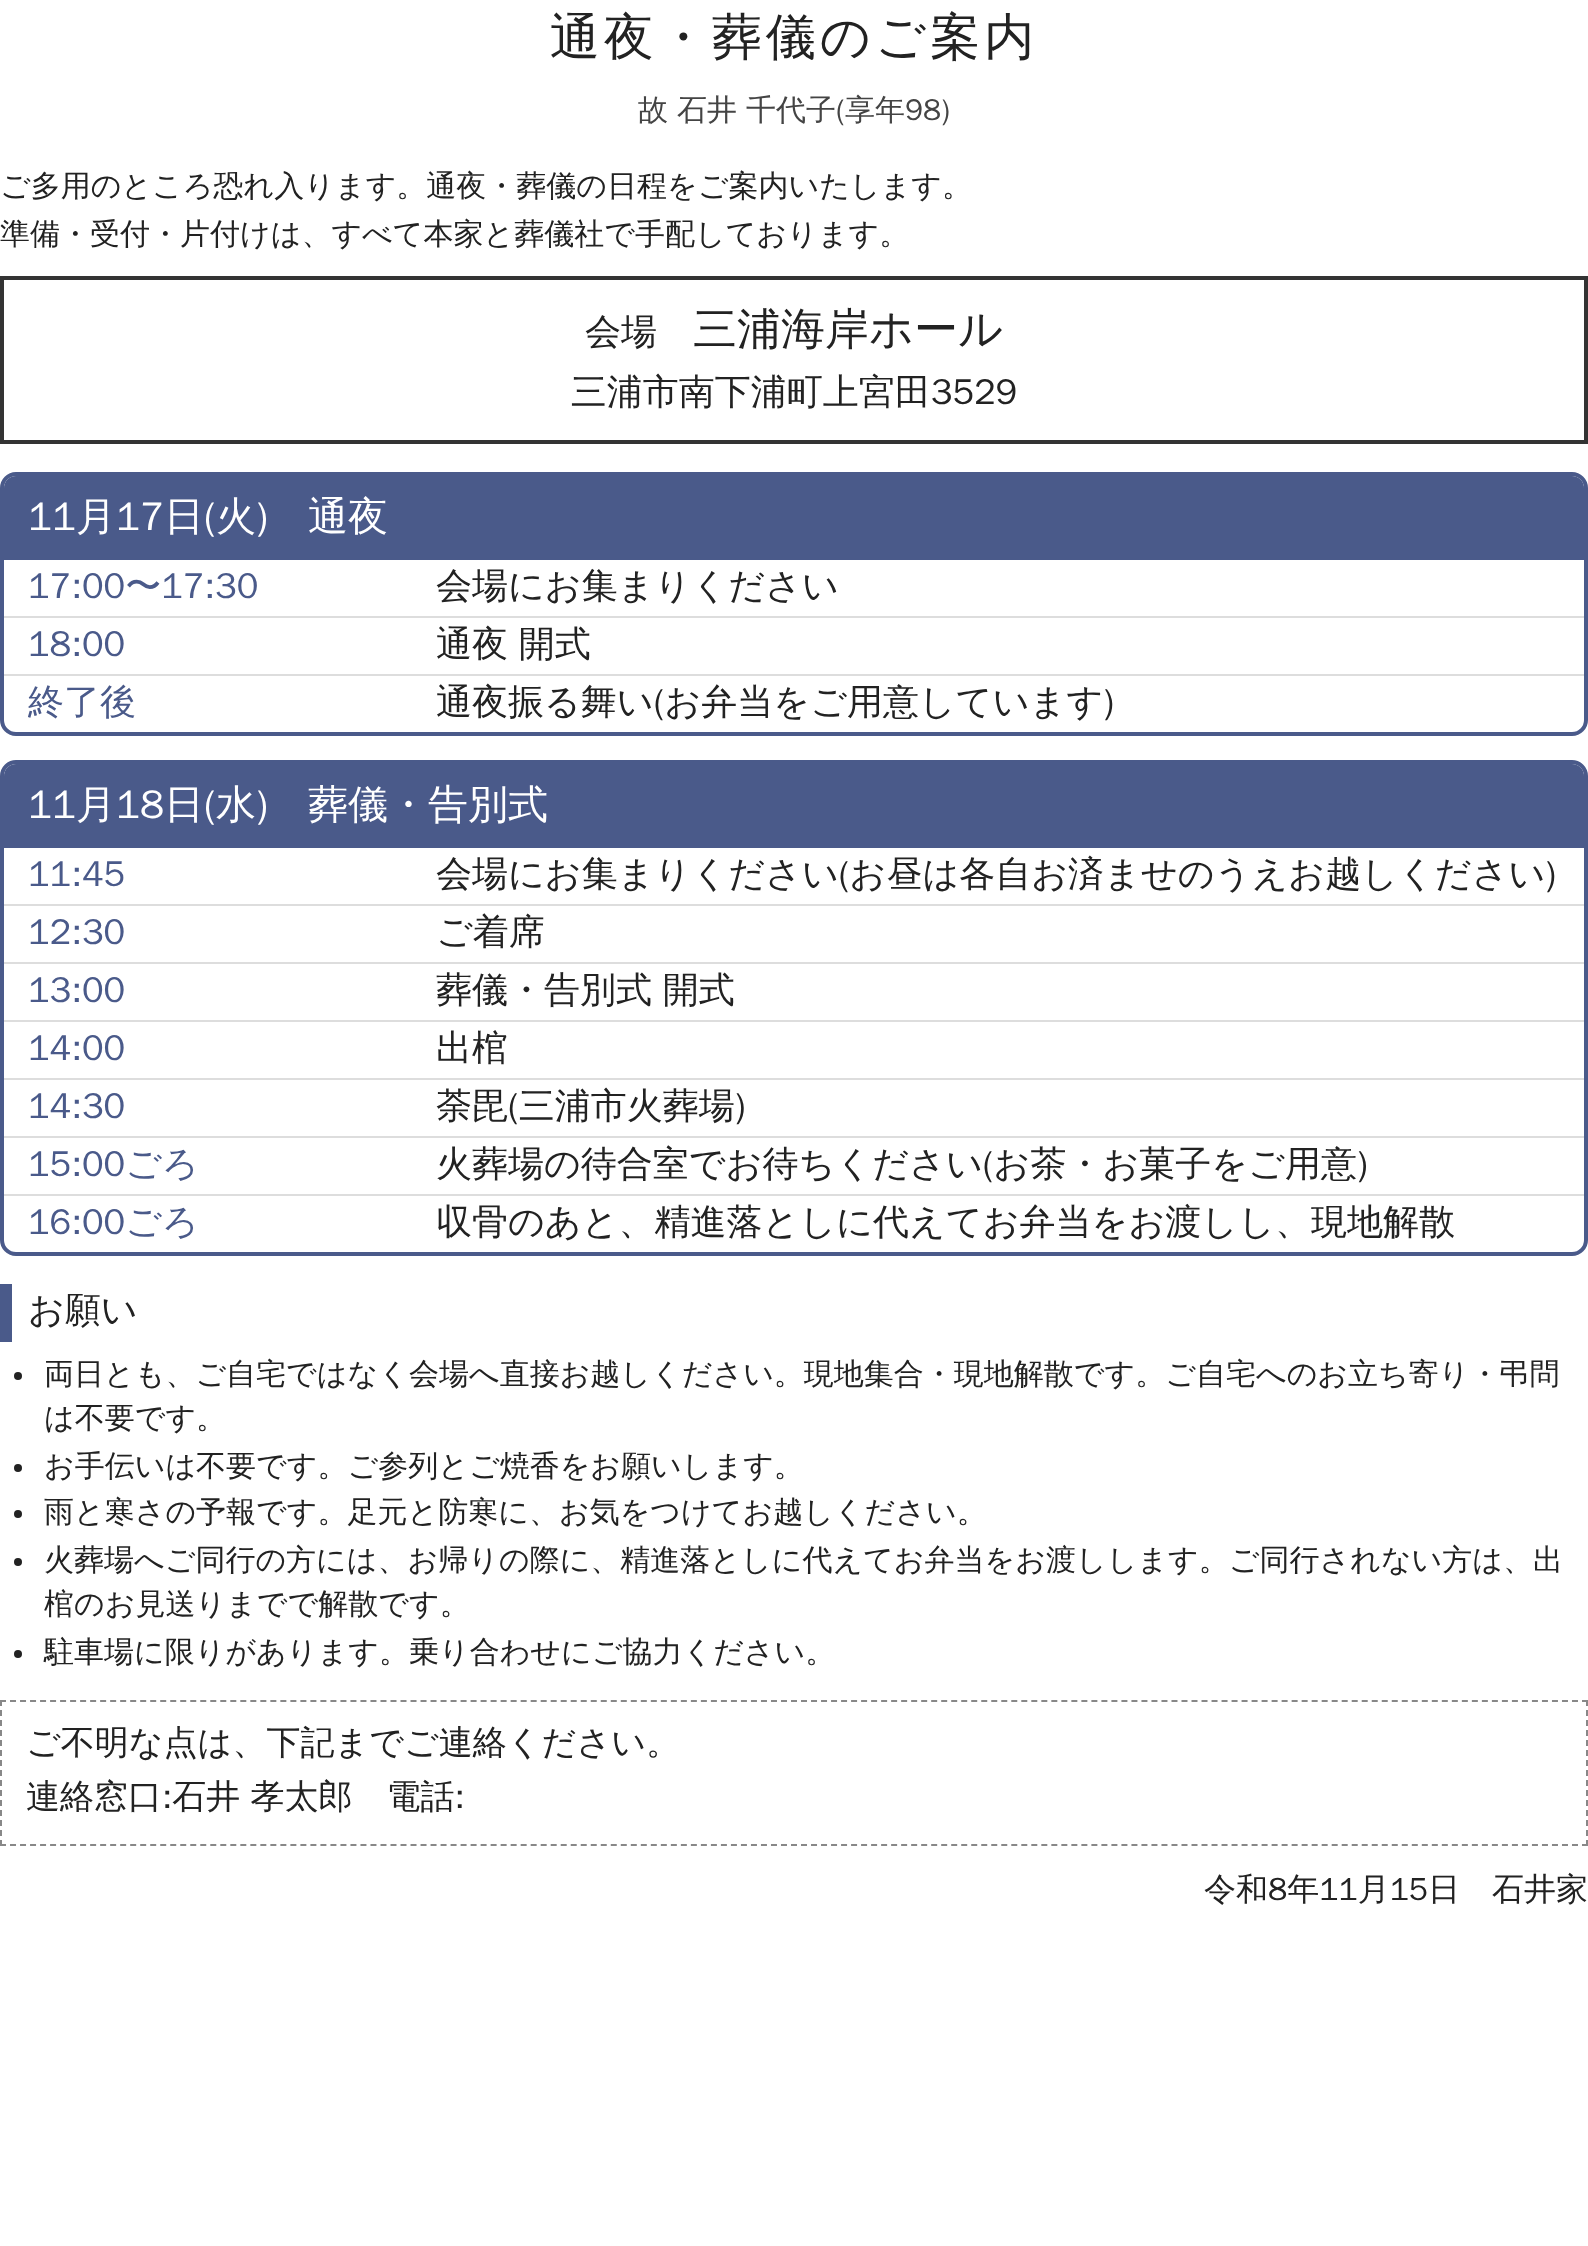 通夜・葬儀のご案内
故 石井 千代子(享年98)
ご多用のところ恐れ入ります。通夜・葬儀の日程をご案内いたします。
準備・受付・片付けは、すべて本家と葬儀社で手配しております。
会場　三浦海岸ホール
三浦市南下浦町上宮田3529
11月17日(火)　通夜
17:00〜17:30　会場にお集まりください
18:00　通夜 開式
終了後　通夜振る舞い(お弁当をご用意しています)
11月18日(水)　葬儀・告別式
11:45　会場にお集まりください(お昼は各自お済ませのうえお越しください)
12:30　ご着席
13:00　葬儀・告別式 開式
14:00　出棺
14:30　荼毘(三浦市火葬場)
15:00ごろ　火葬場の待合室でお待ちください(お茶・お菓子をご用意)
16:00ごろ　収骨のあと、精進落としに代えてお弁当をお渡しし、現地解散
お願い
• 両日とも、ご自宅ではなく会場へ直接お越しください。現地集合・現地解散です。ご自宅へのお立ち寄り・弔問
は不要です。
• お手伝いは不要です。ご参列とご焼香をお願いします。
• 雨と寒さの予報です。足元と防寒に、お気をつけてお越しください。
• 火葬場へご同行の方には、お帰りの際に、精進落としに代えてお弁当をお渡しします。ご同行されない方は、出
棺のお見送りまでで解散です。
• 駐車場に限りがあります。乗り合わせにご協力ください。
ご不明な点は、下記までご連絡ください。
連絡窓口:石井 孝太郎　電話:
令和8年11月15日　石井家